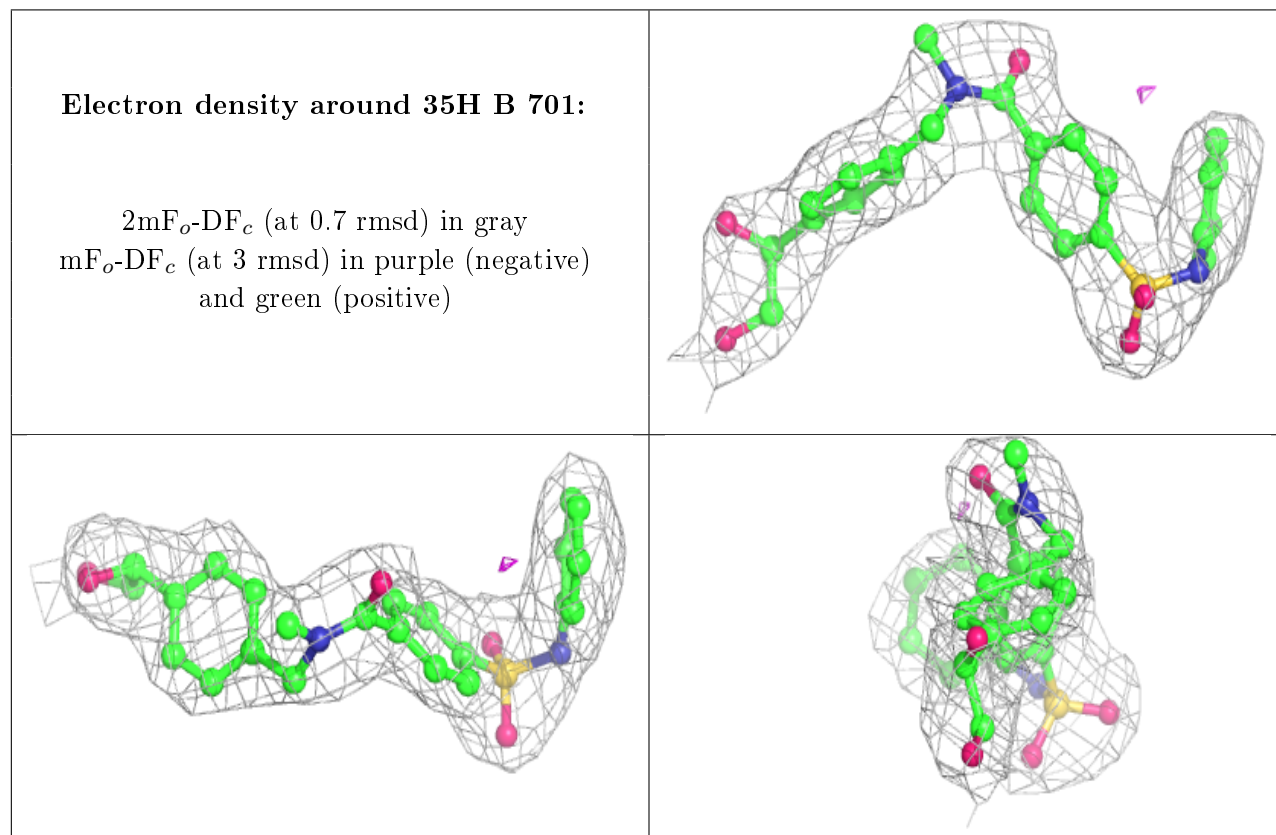 Electron density around 35H B 701:
2mFₒ-DF𝒸 (at 0.7 rmsd) in gray
mFₒ-DF𝒸 (at 3 rmsd) in purple (negative)
and green (positive)